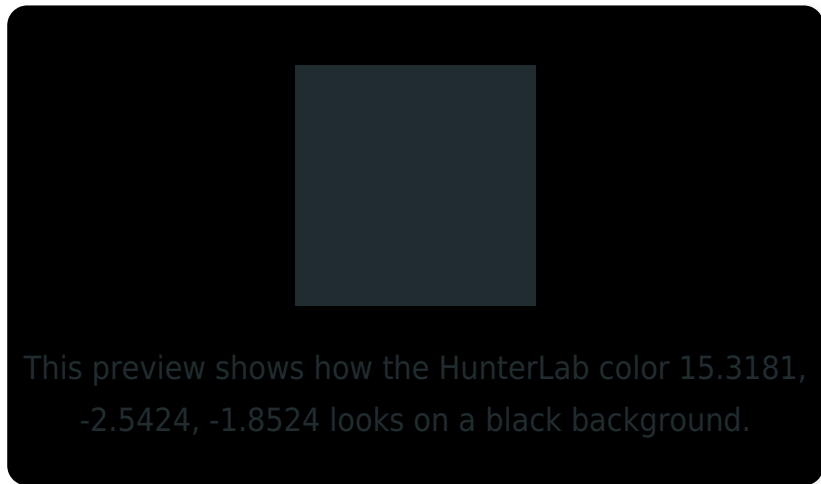 This preview shows how the HunterLab color 15.3181,
-2.5424, -1.8524 looks on a black background.